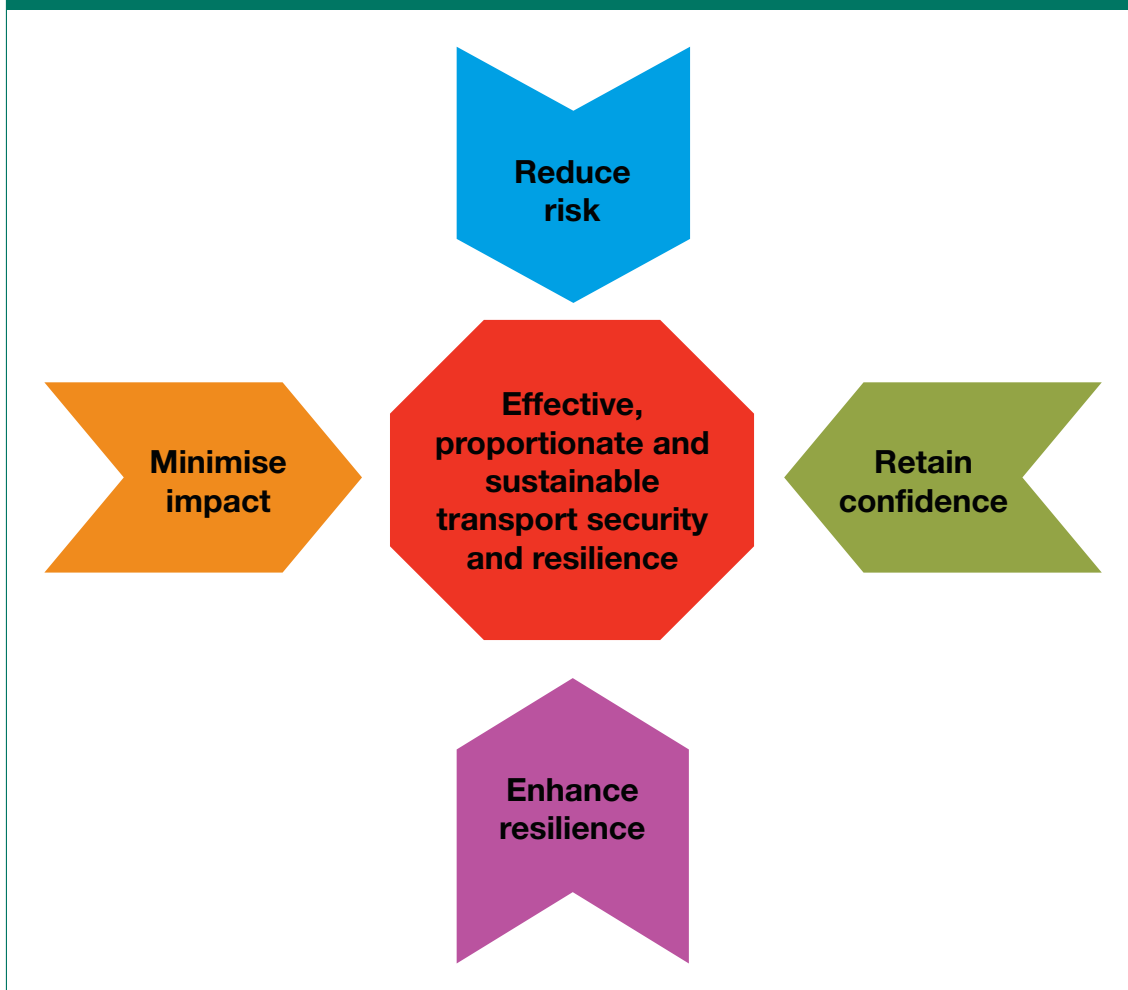 Reduce
risk
Minimise
impact
Effective,
proportionate and
sustainable
transport security
and resilience
Retain
confidence
Enhance
resilience